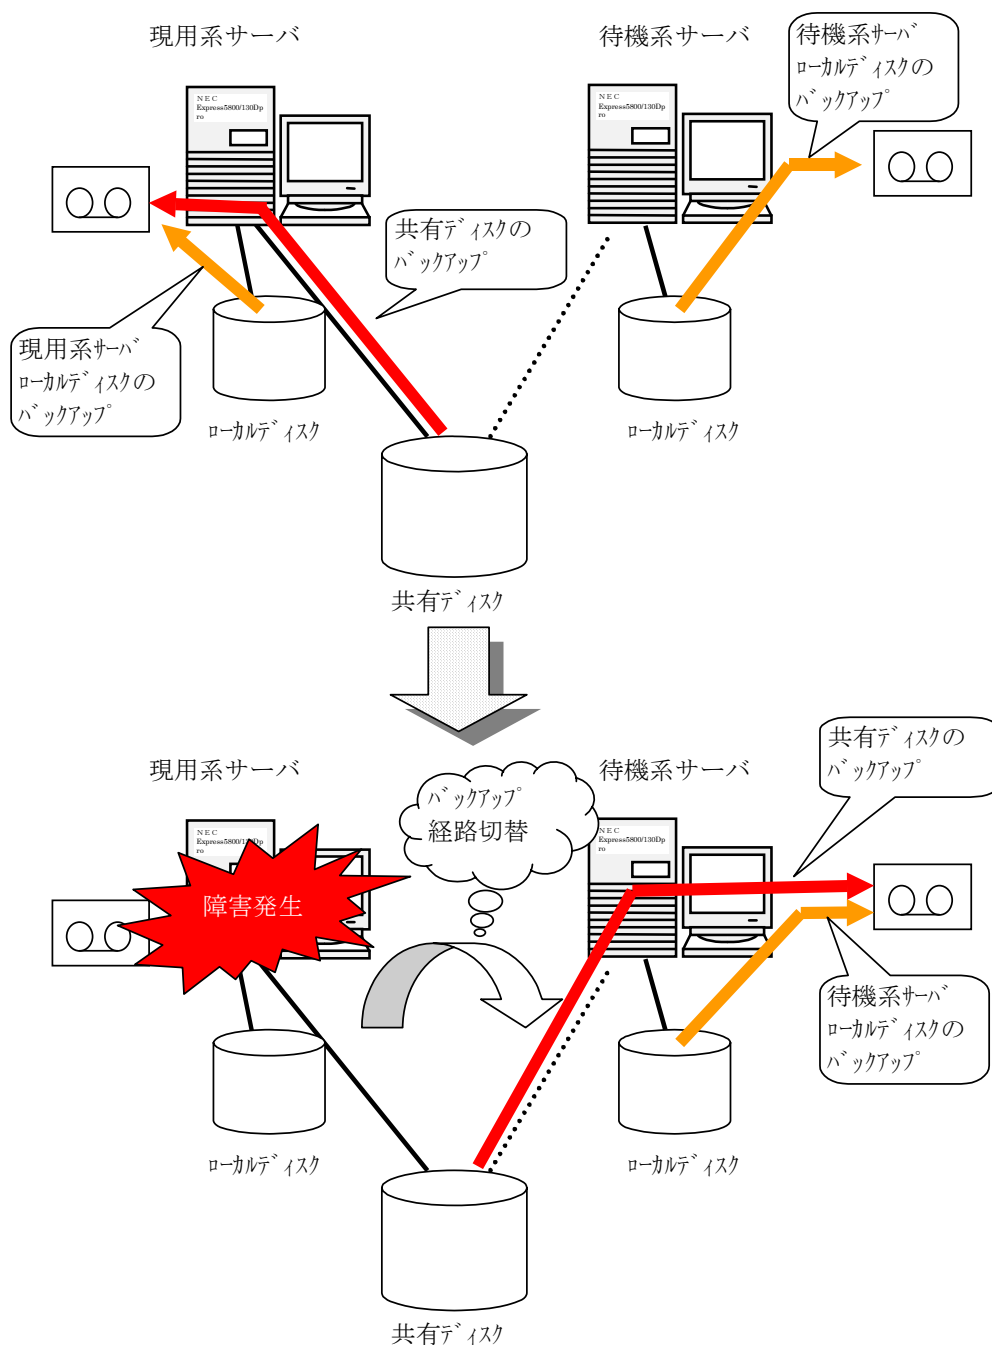 現用系サーバ
待機系サーバ
待機系ｻｰﾊﾞ
ﾛｰｶﾙﾃﾞｨｽｸの
ﾊﾞｯｸｱｯﾌﾟ
NEC
Express5800/130Dp
ro
NEC
Express5800/130Dp
ro
共有ﾃﾞｨｽｸの
ﾊﾞｯｸｱｯﾌﾟ
現用系ｻｰﾊﾞ
ﾛｰｶﾙﾃﾞｨｽｸの
ﾊﾞｯｸｱｯﾌﾟ
ﾛｰｶﾙﾃﾞｨｽｸ
ﾛｰｶﾙﾃﾞｨｽｸ
共有ﾃﾞｨｽｸ
現用系サーバ
待機系サーバ
共有ﾃﾞｨｽｸの
ﾊﾞｯｸｱｯﾌﾟ
ﾊﾞｯｸｱｯﾌﾟ
経路切替
NEC
Express5800/130Dp
ro
NEC
Express5800/130Dp
ro
障害発生
待機系ｻｰﾊﾞ
ﾛｰｶﾙﾃﾞｨｽｸの
ﾊﾞｯｸｱｯﾌﾟ
ﾛｰｶﾙﾃﾞｨｽｸ
ﾛｰｶﾙﾃﾞｨｽｸ
共有ﾃﾞｨｽｸ